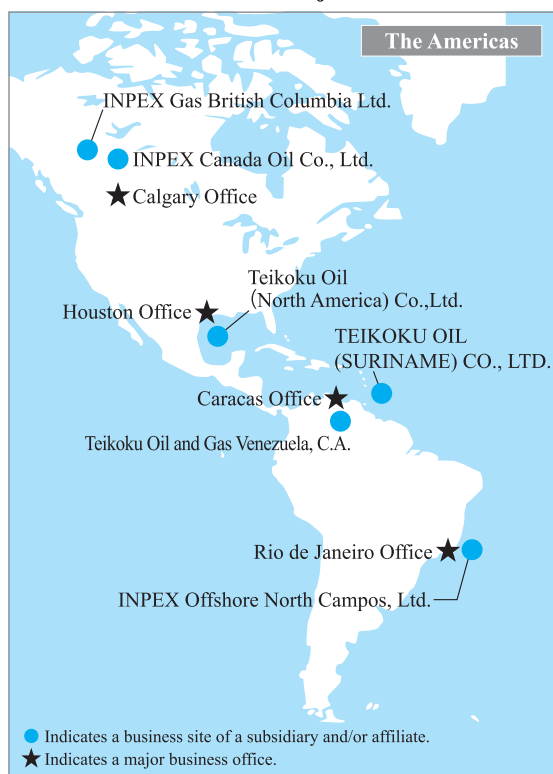 The Americas
INPEX Gas British Columbia Ltd.
INPEX Canada Oil Co., Ltd.
Calgary Office
Teikoku Oil
(North America) Co.,Ltd.
Houston Office
TEIKOKU OIL
(SURINAME) CO., LTD.
Caracas Office
Teikoku Oil and Gas Venezuela, C.A.
Rio de Janeiro Office
INPEX Offshore North Campos, Ltd.
Indicates a business site of a subsidiary and/or affiliate.
Indicates a major business office.